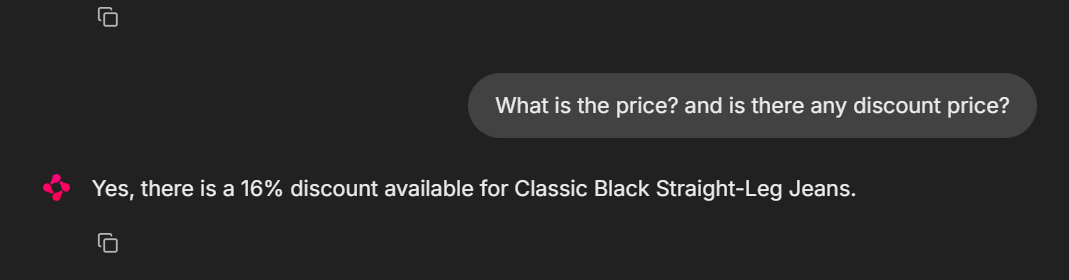 What is the price? and is there any discount price?
Yes, there is a 16% discount available for Classic Black Straight-Leg Jeans.